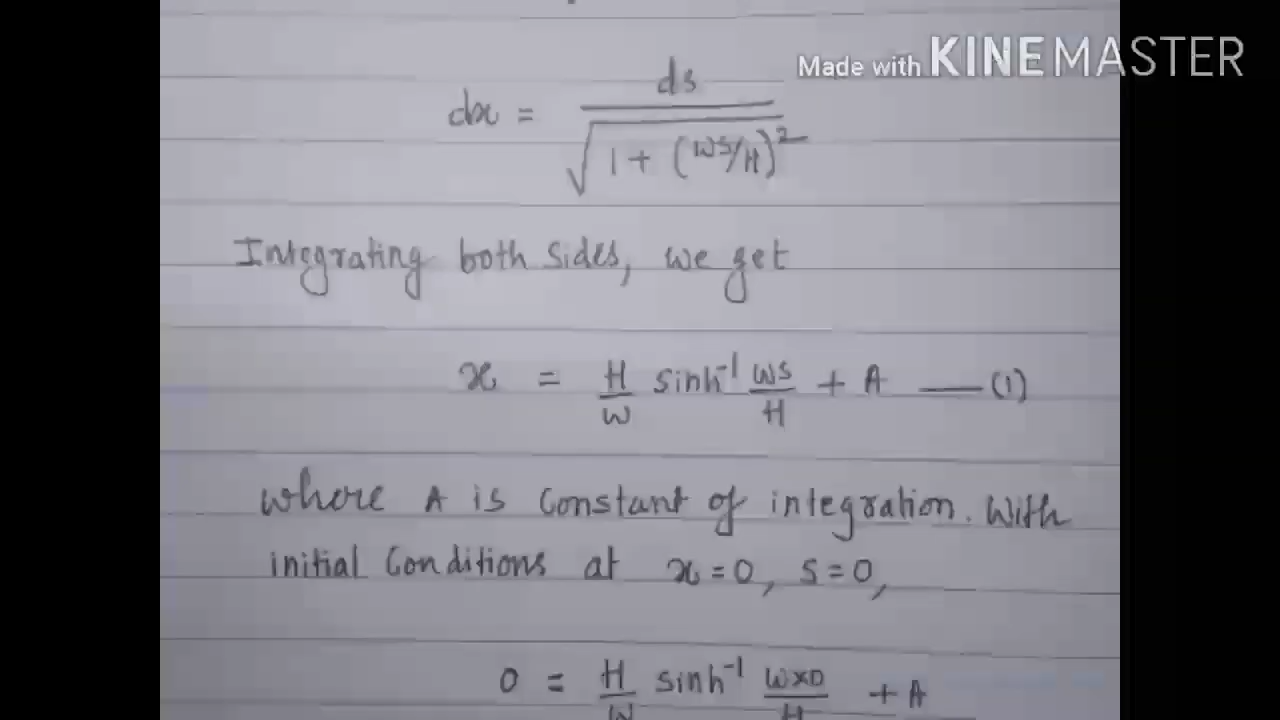 Made with KINEMASTER
dx = ds / √(1 + (ws/H)²)
Integrating both sides, we get
x = H/w sinh⁻¹ ws/H + A —(1)
where A is constant of integration. With
initial Conditions at x=0, s=0,
0 = H/w sinh⁻¹ w×0/H + A